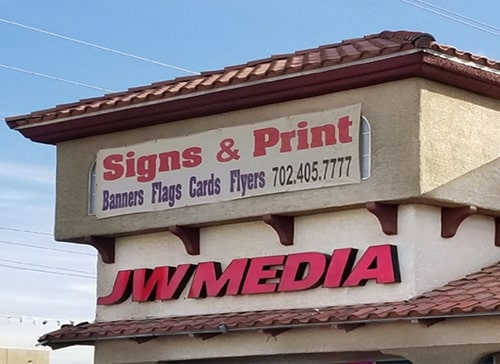 Signs & Print
Banners Flags Cards Flyers 702.405.7777
JW MEDIA